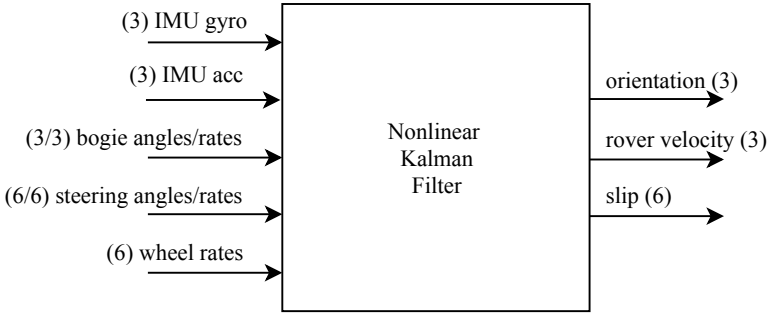 (3) IMU gyro
(3) IMU acc
(3/3) bogie angles/rates
(6/6) steering angles/rates
(6) wheel rates
Nonlinear
Kalman
Filter
orientation (3)
rover velocity (3)
slip (6)